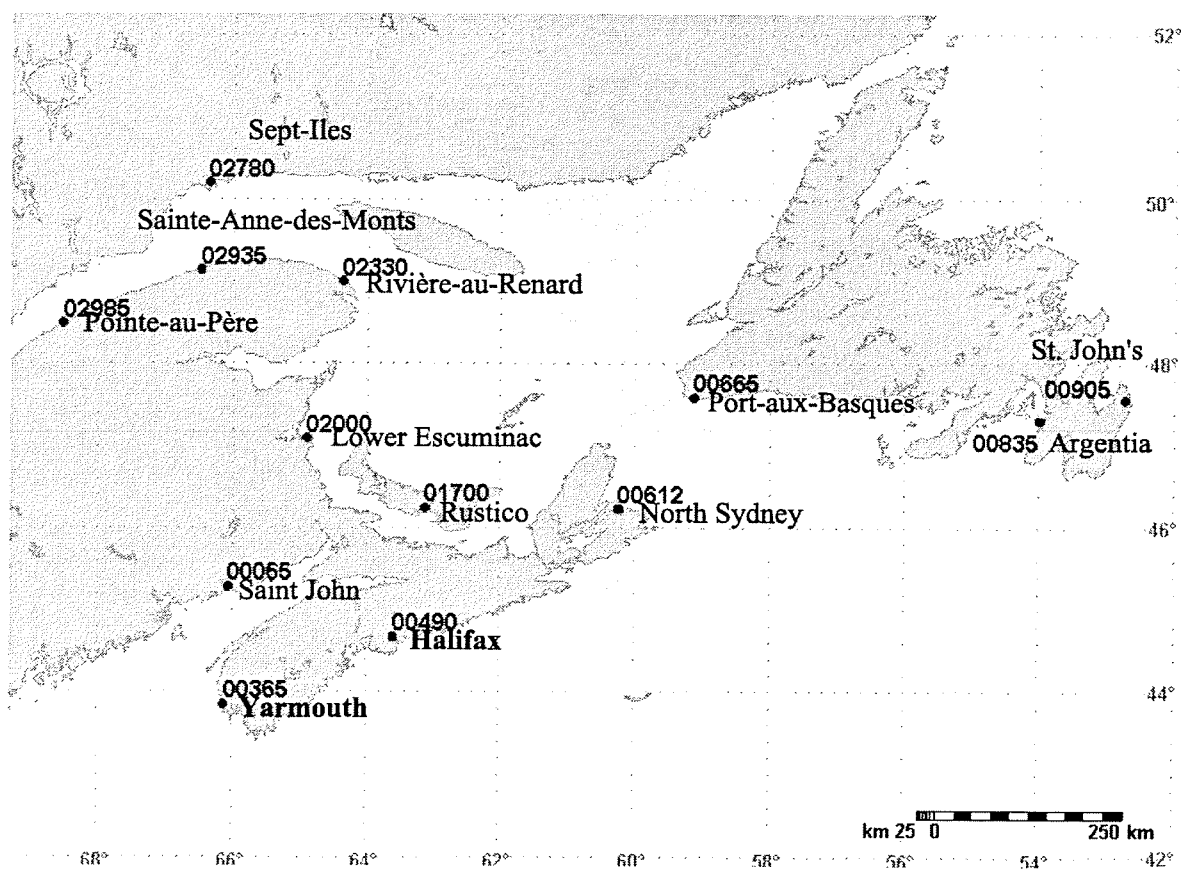 52°
Sept-Iles
02780
50°
Sainte-Anne-des-Monts
02935
02330
Rivière-au-Renard
02985
Pointe-au-Père
St. John's
48°
00665
00905
Port-aux-Basques
02000
Lower Escuminac
00835 Argentia
01700
00612
Rustico
North Sydney
46°
00065
Saint John
00490
Halifax
00365
44°
Yarmouth
km 25 0 250 km
68° 66° 64° 62° 60° 58° 56° 54° 42°